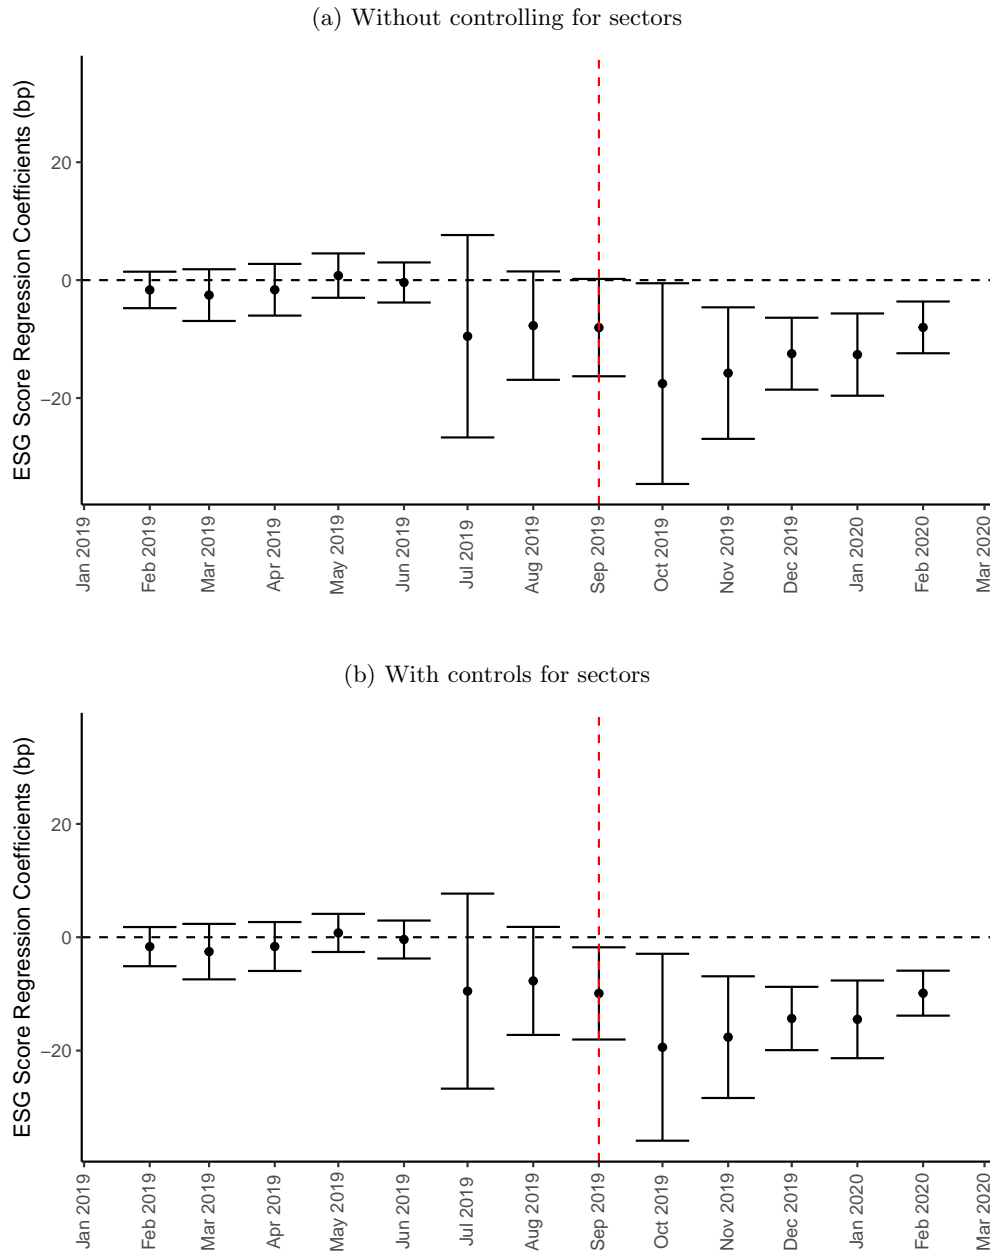 (a) Without controlling for sectors
ESG Score Regression Coefficients (bp)
20
0
−20
Jan 2019
Feb 2019
Mar 2019
Apr 2019
May 2019
Jun 2019
Jul 2019
Aug 2019
Sep 2019
Oct 2019
Nov 2019
Dec 2019
Jan 2020
Feb 2020
Mar 2020
(b) With controls for sectors
ESG Score Regression Coefficients (bp)
20
0
−20
Jan 2019
Feb 2019
Mar 2019
Apr 2019
May 2019
Jun 2019
Jul 2019
Aug 2019
Sep 2019
Oct 2019
Nov 2019
Dec 2019
Jan 2020
Feb 2020
Mar 2020